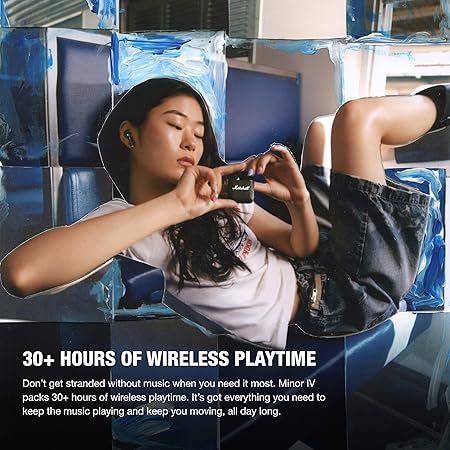 Marshall
30+ HOURS OF WIRELESS PLAYTIME
Don't get stranded without music when you need it most. Minor IV
packs 30+ hours of wireless playtime. It's got everything you need to
keep the music playing and keep you moving, all day long.